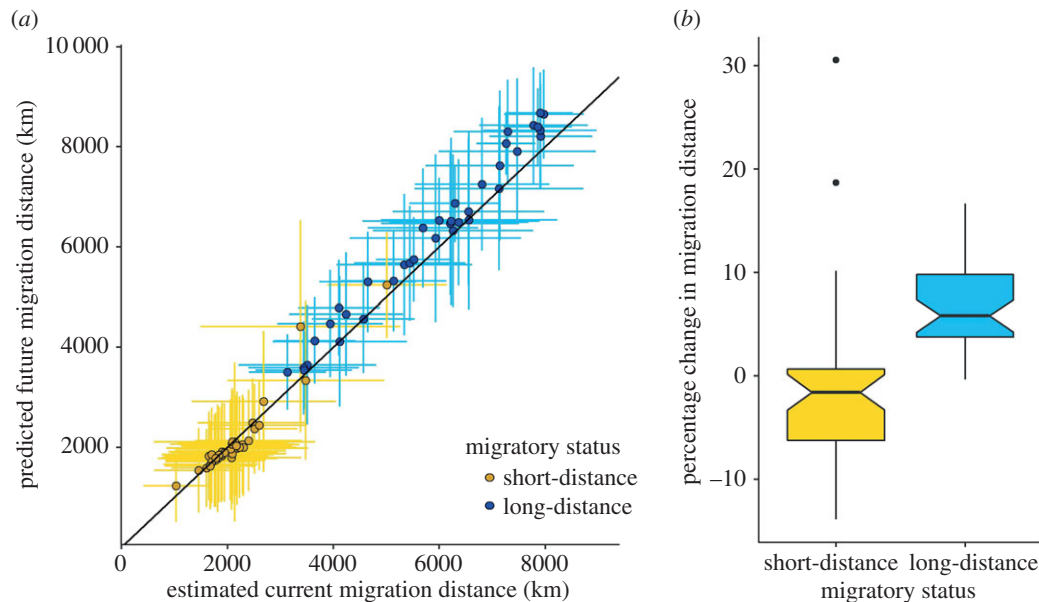 (a)
10 000
8000
6000
4000
2000
0
2000
4000
6000
8000
predicted future migration distance (km)
estimated current migration distance (km)
migratory status
short-distance
long-distance
(b)
30
20
10
0
−10
percentage change in migration distance
short-distance long-distance
migratory status